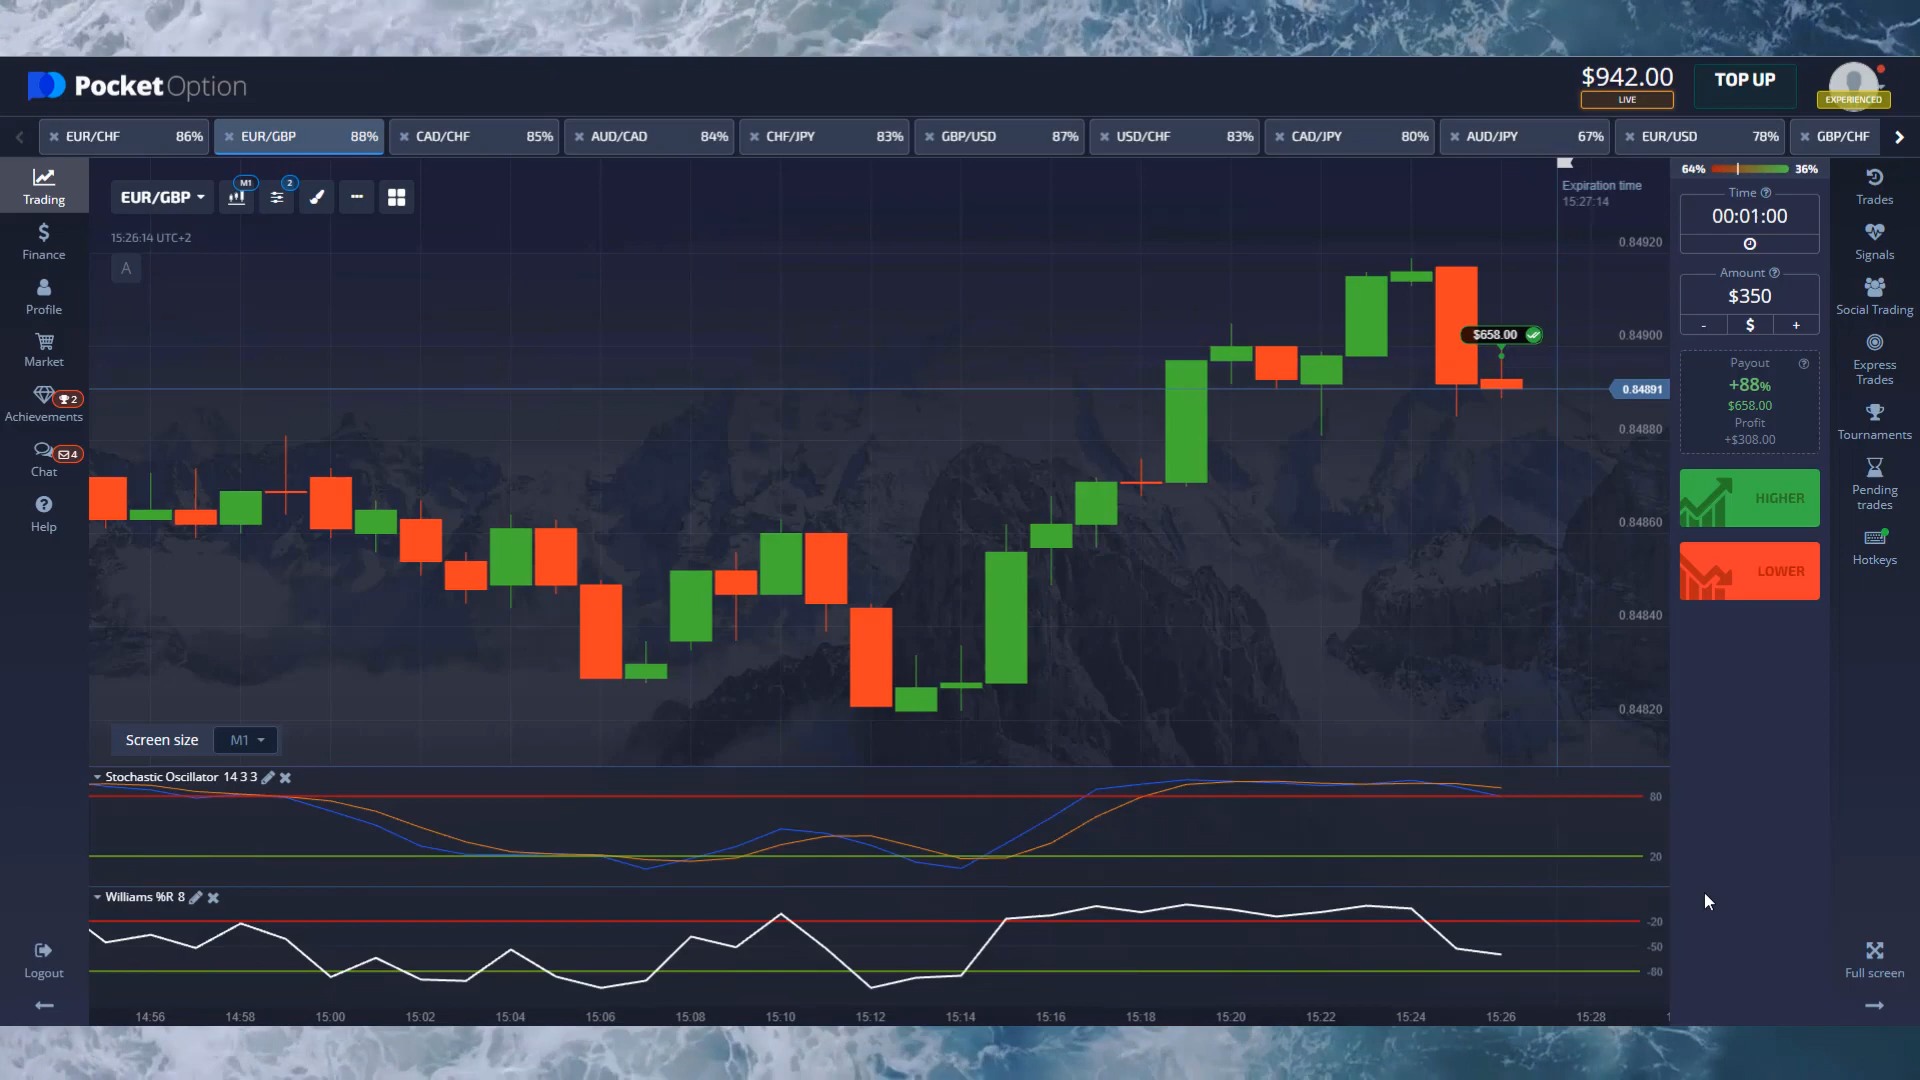 PocketOption
$942.00
LIVE
TOP UP
EXPERIENCED
EUR/CHF 86%
EUR/GBP 88%
CAD/CHF 85%
AUD/CAD 84%
CHF/JPY 83%
GBP/USD 87%
USD/CHF 83%
CAD/JPY 80%
AUD/JPY 67%
EUR/USD 78%
GBP/CHF
Trading
Finance
Profile
Market
Achievements
2
Chat
4
Help
Logout
EUR/GBP
M1
2
15:26:14 UTC+2
A
Expiration time
15:27:14
$658.00
0.84920
0.84900
0.84891
0.84880
0.84860
0.84840
0.84820
Screen size M1
Stochastic Oscillator 14 3 3
80
20
Williams %R 8
-20
-50
-80
14:56 14:58 15:00 15:02 15:04 15:06 15:08 15:10 15:12 15:14 15:16 15:18 15:20 15:22 15:24 15:26 15:28
64% 36%
Time
00:01:00
Amount
$350
- $ +
Payout
+88%
$658.00
Profit
+$308.00
HIGHER
LOWER
Trades
Signals
Social Trading
Express
Trades
Tournaments
Pending
trades
Hotkeys
Full screen